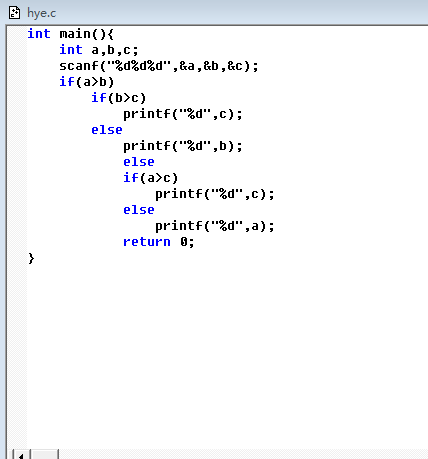 hye.c
int main(){
int a,b,c;
scanf("%d%d%d",&a,&b,&c);
if(a>b)
if(b>c)
printf("%d",c);
else
printf("%d",b);
else
if(a>c)
printf("%d",c);
else
printf("%d",a);
return 0;
}